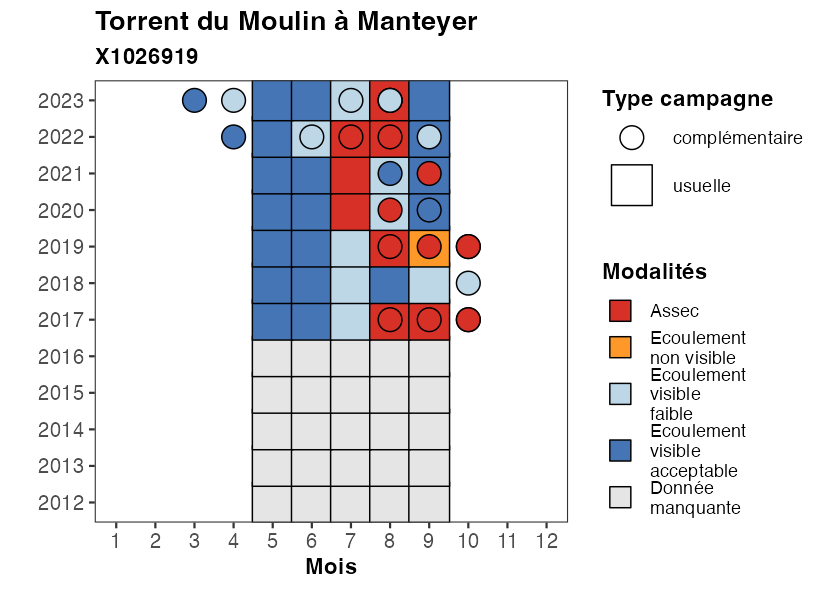 Torrent du Moulin à Manteyer
X1026919
2023
2022
2021
2020
2019
2018
2017
2016
2015
2014
2013
2012
1 2 3 4 5 6 7 8 9 10 11 12
Mois
Type campagne
complémentaire
usuelle
Modalités
Assec
Ecoulement
non visible
Ecoulement
visible
faible
Ecoulement
visible
acceptable
Donnée
manquante